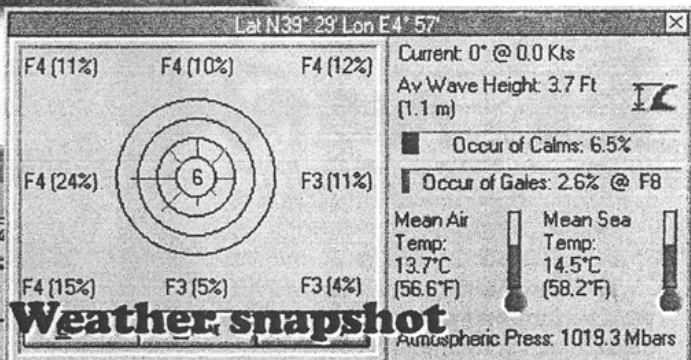 Lat N39° 29' Lon E4° 57'
F4 (11%) F4 (10%) F4 (12%)
F4 (24%) 6 F3 (11%)
F4 (15%) F3 (5%) F3 (4%)
Current: 0° @ 0.0 Kts
Av Wave Height: 3.7 Ft
(1.1 m)
Occur of Calms: 6.5%
Occur of Gales: 2.6% @ F8
Mean Air
Temp:
13.7°C
(56.6°F)
Mean Sea
Temp:
14.5°C
(58.2°F)
Atmospheric Press: 1019.3 Mbars
Weather snapshot